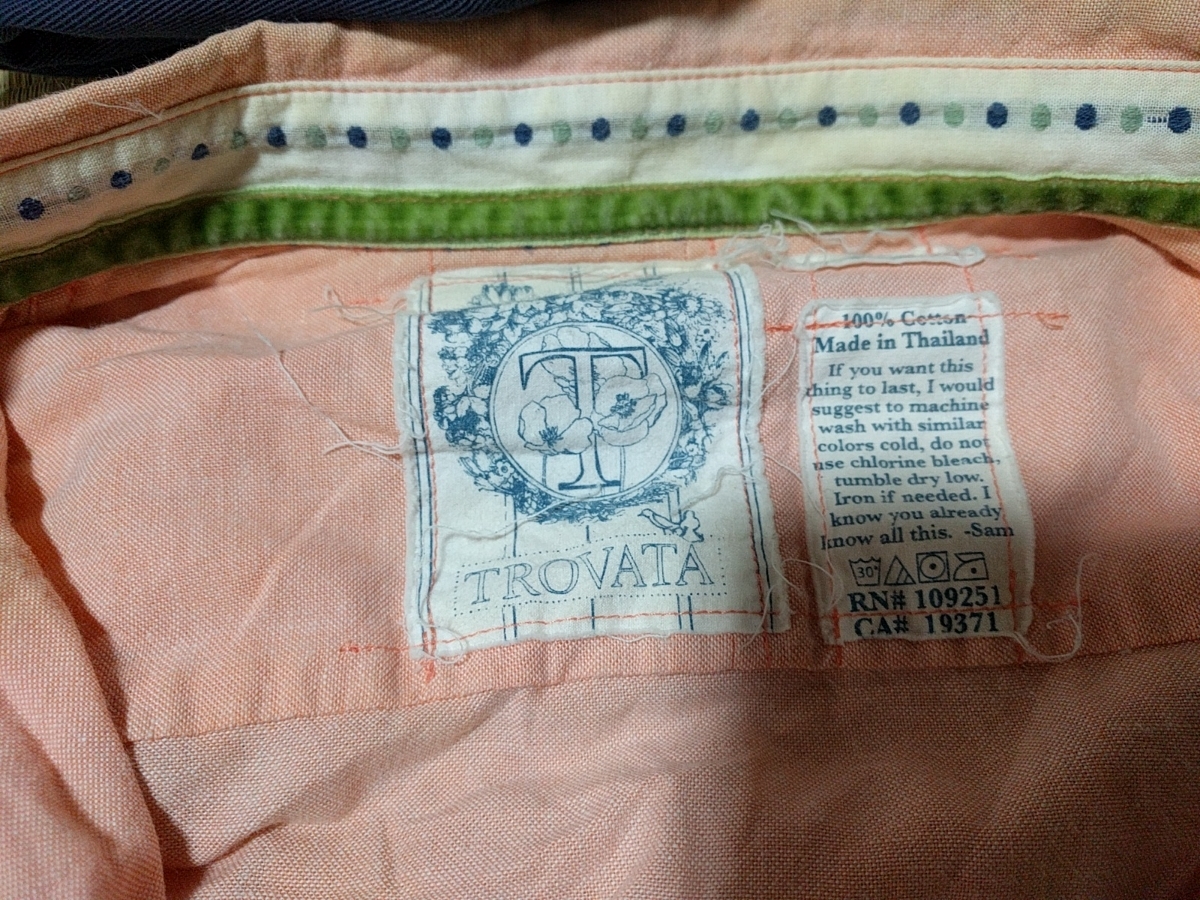 T
TROVATA
100% Cotton
Made in Thailand
If you want this
thing to last, I would
suggest to machine
wash with similar
colors cold, do not
use chlorine bleach,
tumble dry low.
Iron if needed. I
know you already
know all this. -Sam
30°
RN# 109251
CA# 19371